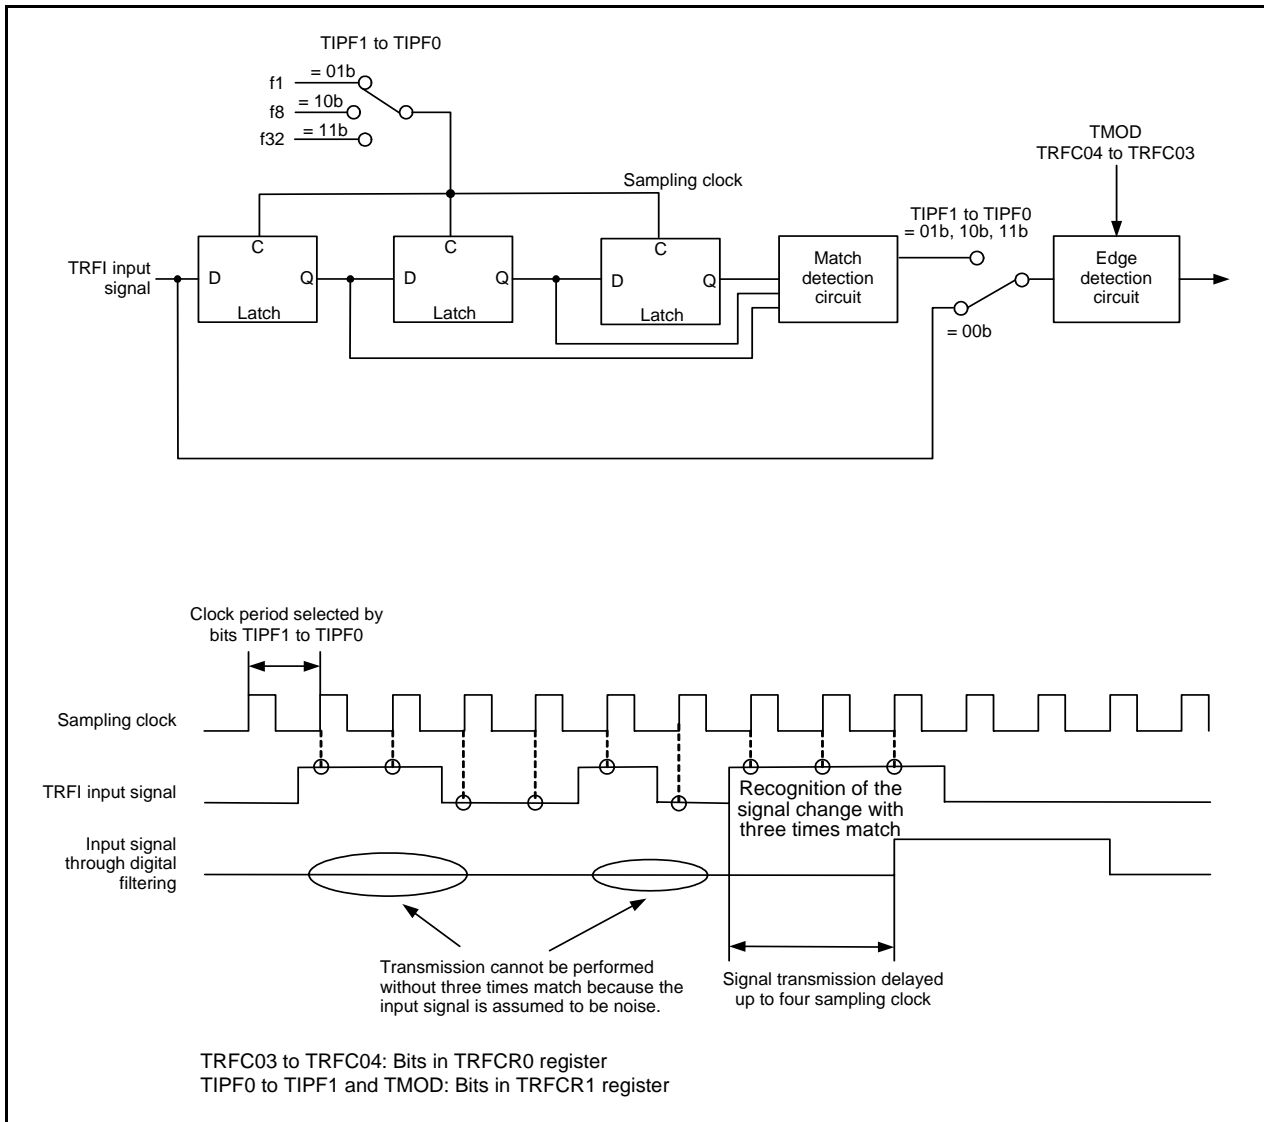 TIPF1 to TIPF0
f1
= 01b
f8
= 10b
f32
= 11b
Sampling clock
TMOD
TRFC04 to TRFC03
TIPF1 to TIPF0
= 01b, 10b, 11b
TRFI input
signal
C
D
Q
Latch
C
D
Q
Latch
C
D
Q
Latch
Match
detection
circuit
= 00b
Edge
detection
circuit
Clock period selected by
bits TIPF1 to TIPF0
Sampling clock
TRFI input signal
Recognition of the
signal change with
three times match
Input signal
through digital
filtering
Transmission cannot be performed
without three times match because the
input signal is assumed to be noise.
Signal transmission delayed
up to four sampling clock
TRFC03 to TRFC04: Bits in TRFCR0 register
TIPF0 to TIPF1 and TMOD: Bits in TRFCR1 register